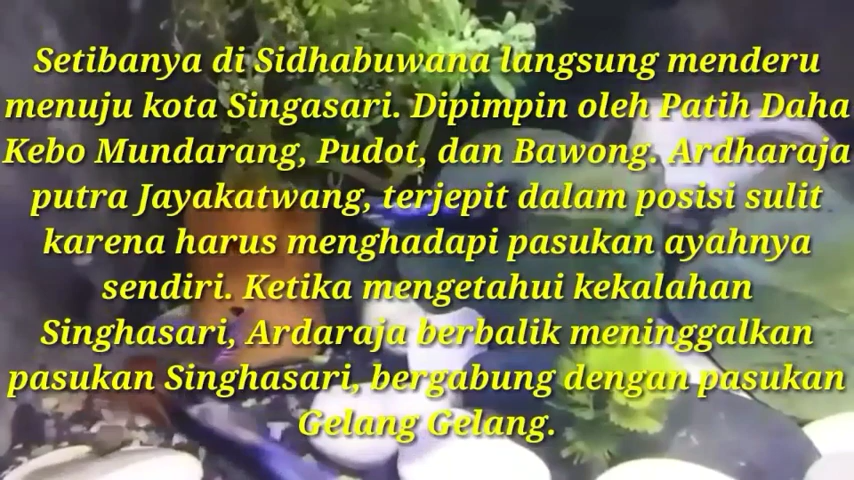 Setibanya di Sidhabuwana langsung menderu
menuju kota Singasari. Dipimpin oleh Patih Daha
Kebo Mundarang, Pudot, dan Bawong. Ardharaja
putra Jayakatwang, terjepit dalam posisi sulit
karena harus menghadapi pasukan ayahnya
sendiri. Ketika mengetahui kekalahan
Singhasari, Ardaraja berbalik meninggalkan
pasukan Singhasari, bergabung dengan pasukan
Gelang Gelang.